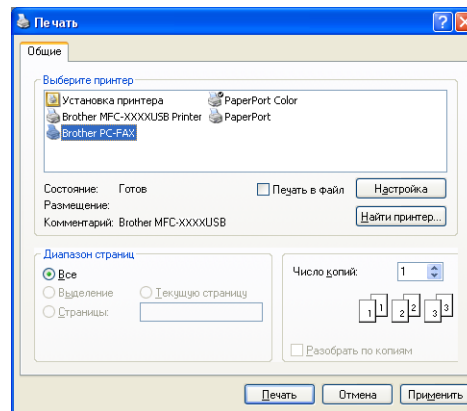 Печать
Общие
Выберите принтер
Установка принтера
PaperPort Color
Brother MFC-XXXXUSB Printer
PaperPort
Brother PC-FAX
Состояние: Готов
Печать в файл
Настройка
Размещение:
Найти принтер...
Комментарий: Brother MFC-XXXXUSB
Диапазон страниц
Все
Выделение
Текущую страницу
Страницы:
Число копий: 1
1 1 2 2 3 3
Разобрать по копиям
Печать
Отмена
Применить